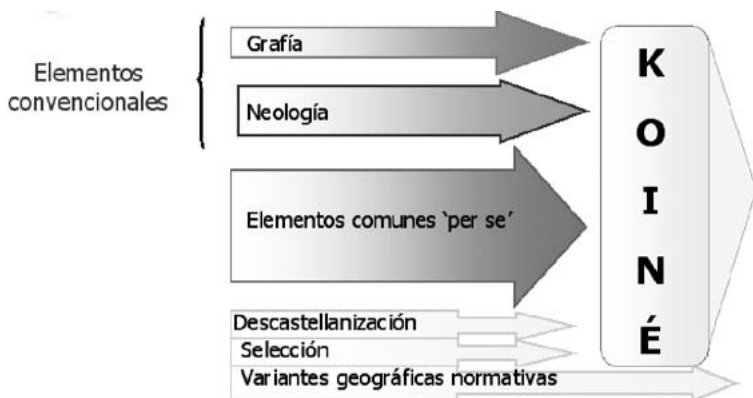 Elementos
convencionales
Grafía
Neología
Elementos comunes ‘per se’
Descastellanización
Selección
Variantes geográficas normativas
K
O
I
N
É